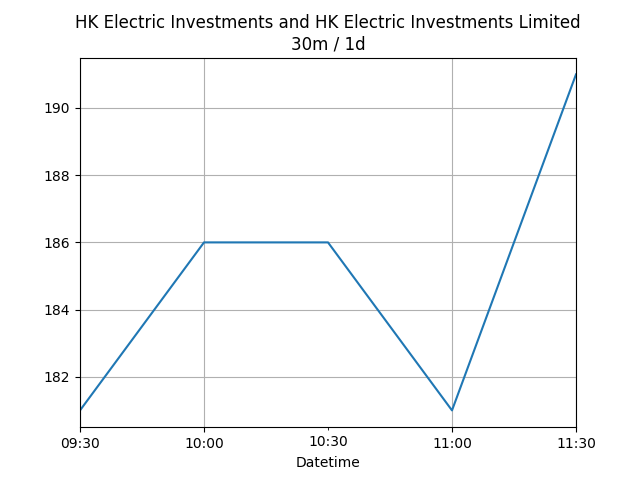 HK Electric Investments and HK Electric Investments Limited
30m / 1d
190
188
186
184
182
09:30 10:00 10:30 11:00 11:30
Datetime